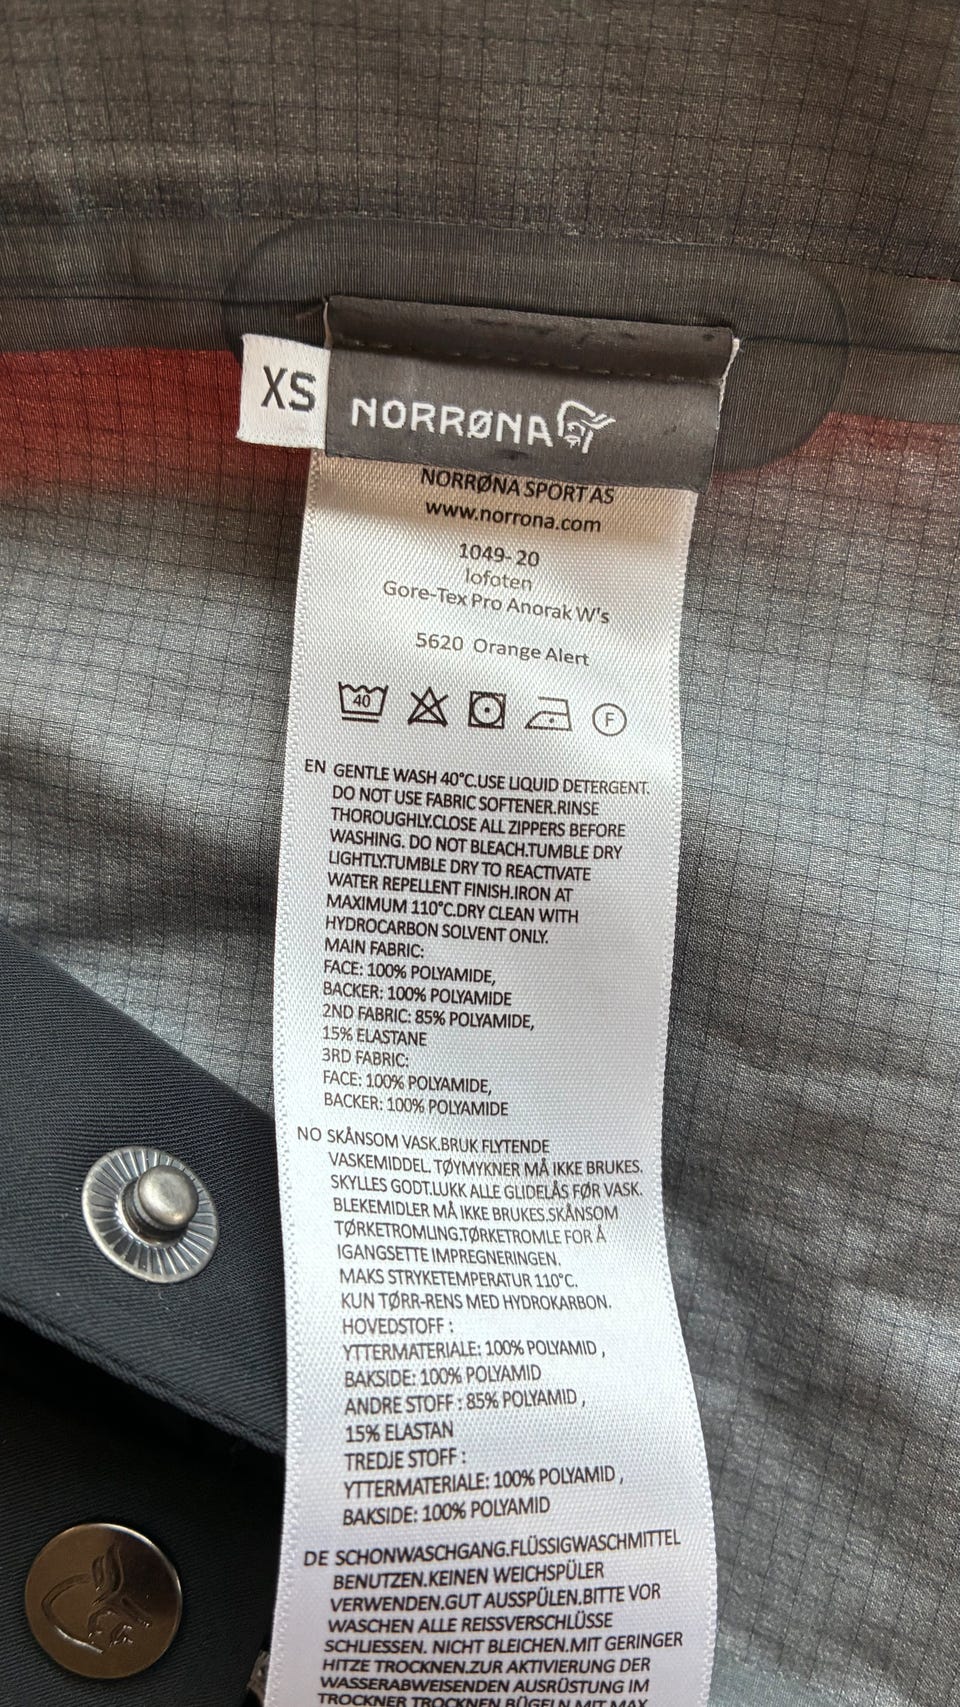 XS
NORRØNA
NORRØNA SPORT AS
www.norrona.com
1049-20
lofoten
Gore-Tex Pro Anorak W's
5620 Orange Alert
40
F
EN GENTLE WASH 40°C.USE LIQUID DETERGENT.
DO NOT USE FABRIC SOFTENER.RINSE
THOROUGHLY.CLOSE ALL ZIPPERS BEFORE
WASHING. DO NOT BLEACH.TUMBLE DRY
LIGHTLY.TUMBLE DRY TO REACTIVATE
WATER REPELLENT FINISH.IRON AT
MAXIMUM 110°C.DRY CLEAN WITH
HYDROCARBON SOLVENT ONLY.
MAIN FABRIC:
FACE: 100% POLYAMIDE,
BACKER: 100% POLYAMIDE
2ND FABRIC: 85% POLYAMIDE,
15% ELASTANE
3RD FABRIC:
FACE: 100% POLYAMIDE,
BACKER: 100% POLYAMIDE
NO SKÅNSOM VASK.BRUK FLYTENDE
VASKEMIDDEL. TØYMYKNER MÅ IKKE BRUKES.
SKYLLES GODT.LUKK ALLE GLIDELÅS FØR VASK.
BLEKEMIDLER MÅ IKKE BRUKES.SKÅNSOM
TØRKETROMLING.TØRKETROMLE FOR Å
IGANGSETTE IMPREGNERINGEN.
MAKS STRYKETEMPERATUR 110°C.
KUN TØRR-RENS MED HYDROKARBON.
HOVEDSTOFF :
YTTERMATERIALE: 100% POLYAMID ,
BAKSIDE: 100% POLYAMID
ANDRE STOFF : 85% POLYAMID ,
15% ELASTAN
TREDJE STOFF :
YTTERMATERIALE: 100% POLYAMID ,
BAKSIDE: 100% POLYAMID
DE SCHONWASCHGANG.FLÜSSIGWASCHMITTEL
BENUTZEN.KEINEN WEICHSPÜLER
VERWENDEN.GUT AUSSPÜLEN.BITTE VOR
WASCHEN ALLE REISSVERSCHLÜSSE
SCHLIESSEN. NICHT BLEICHEN.MIT GERINGER
HITZE TROCKNEN.ZUR AKTIVIERUNG DER
WASSERABWEISENDEN AUSRÜSTUNG IM
TROCKNER TROCKNEN.BÜGELN MIT MAX.